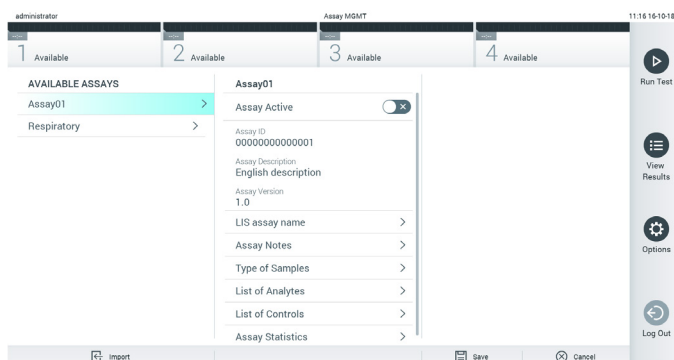 administrator Assay MGMT 11:16 16-10-18
--:-- --:-- --:-- --:--
1 Available 2 Available 3 Available 4 Available
AVAILABLE ASSAYS
Assay01
Respiratory
Assay01
Assay Active
Assay ID
00000000000001
Assay Description
English description
Assay Version
1.0
LIS assay name
Assay Notes
Type of Samples
List of Analytes
List of Controls
Assay Statistics
Run Test
View
Results
Options
Log Out
Import Save Cancel